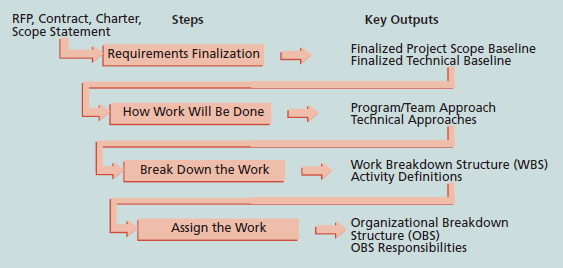 RFP, Contract, Charter,
Scope Statement
Steps
Key Outputs
Requirements Finalization
Finalized Project Scope Baseline
Finalized Technical Baseline
How Work Will Be Done
Program/Team Approach
Technical Approaches
Break Down the Work
Work Breakdown Structure (WBS)
Activity Definitions
Assign the Work
Organizational Breakdown
Structure (OBS)
OBS Responsibilities